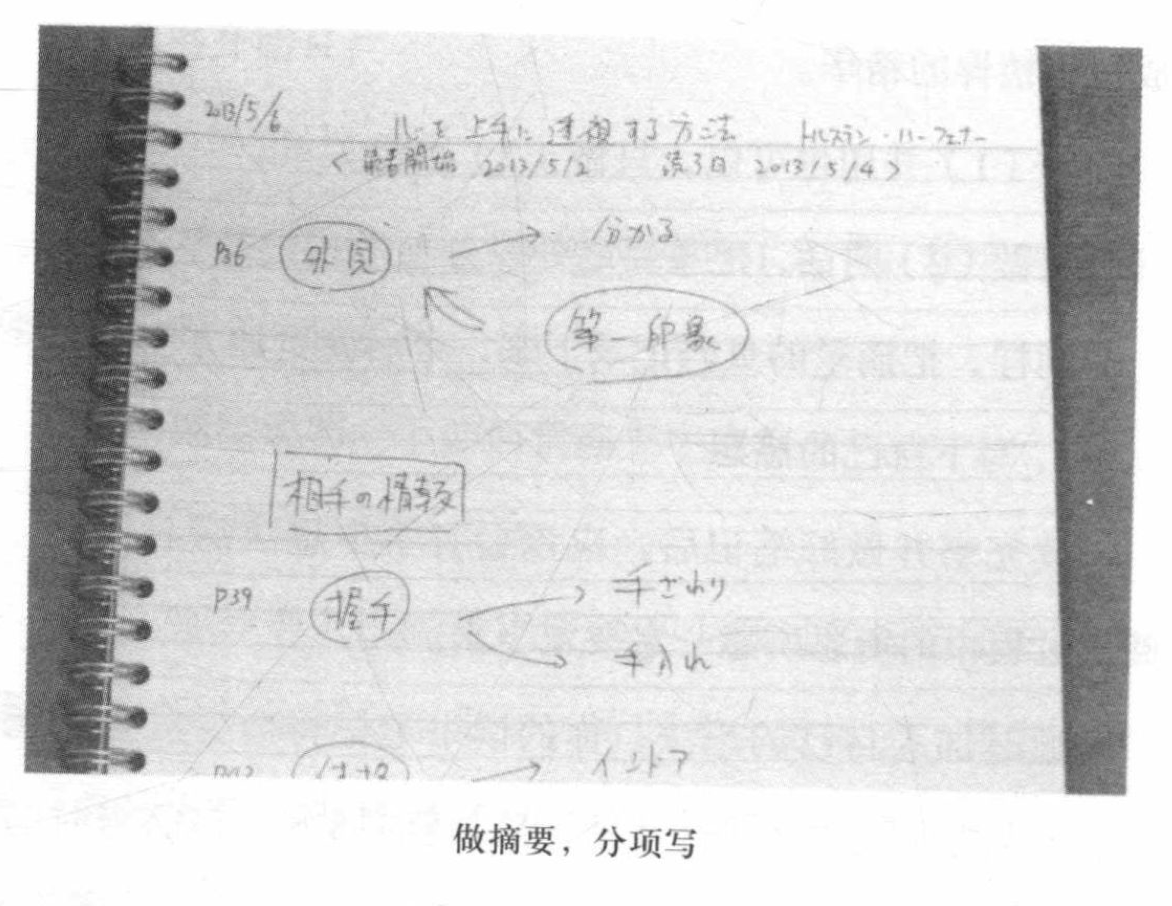 2013/5/6 心を上手に透視する方法 トルステン・ハーフェナー
<読書開始 2013/5/2 読了日 2013/5/4>
P36 外見 → 分かる
第一印象
相手の情報
P39 握手 → 手ざわり
→ 手入れ
→ インドア
做摘要，分项写